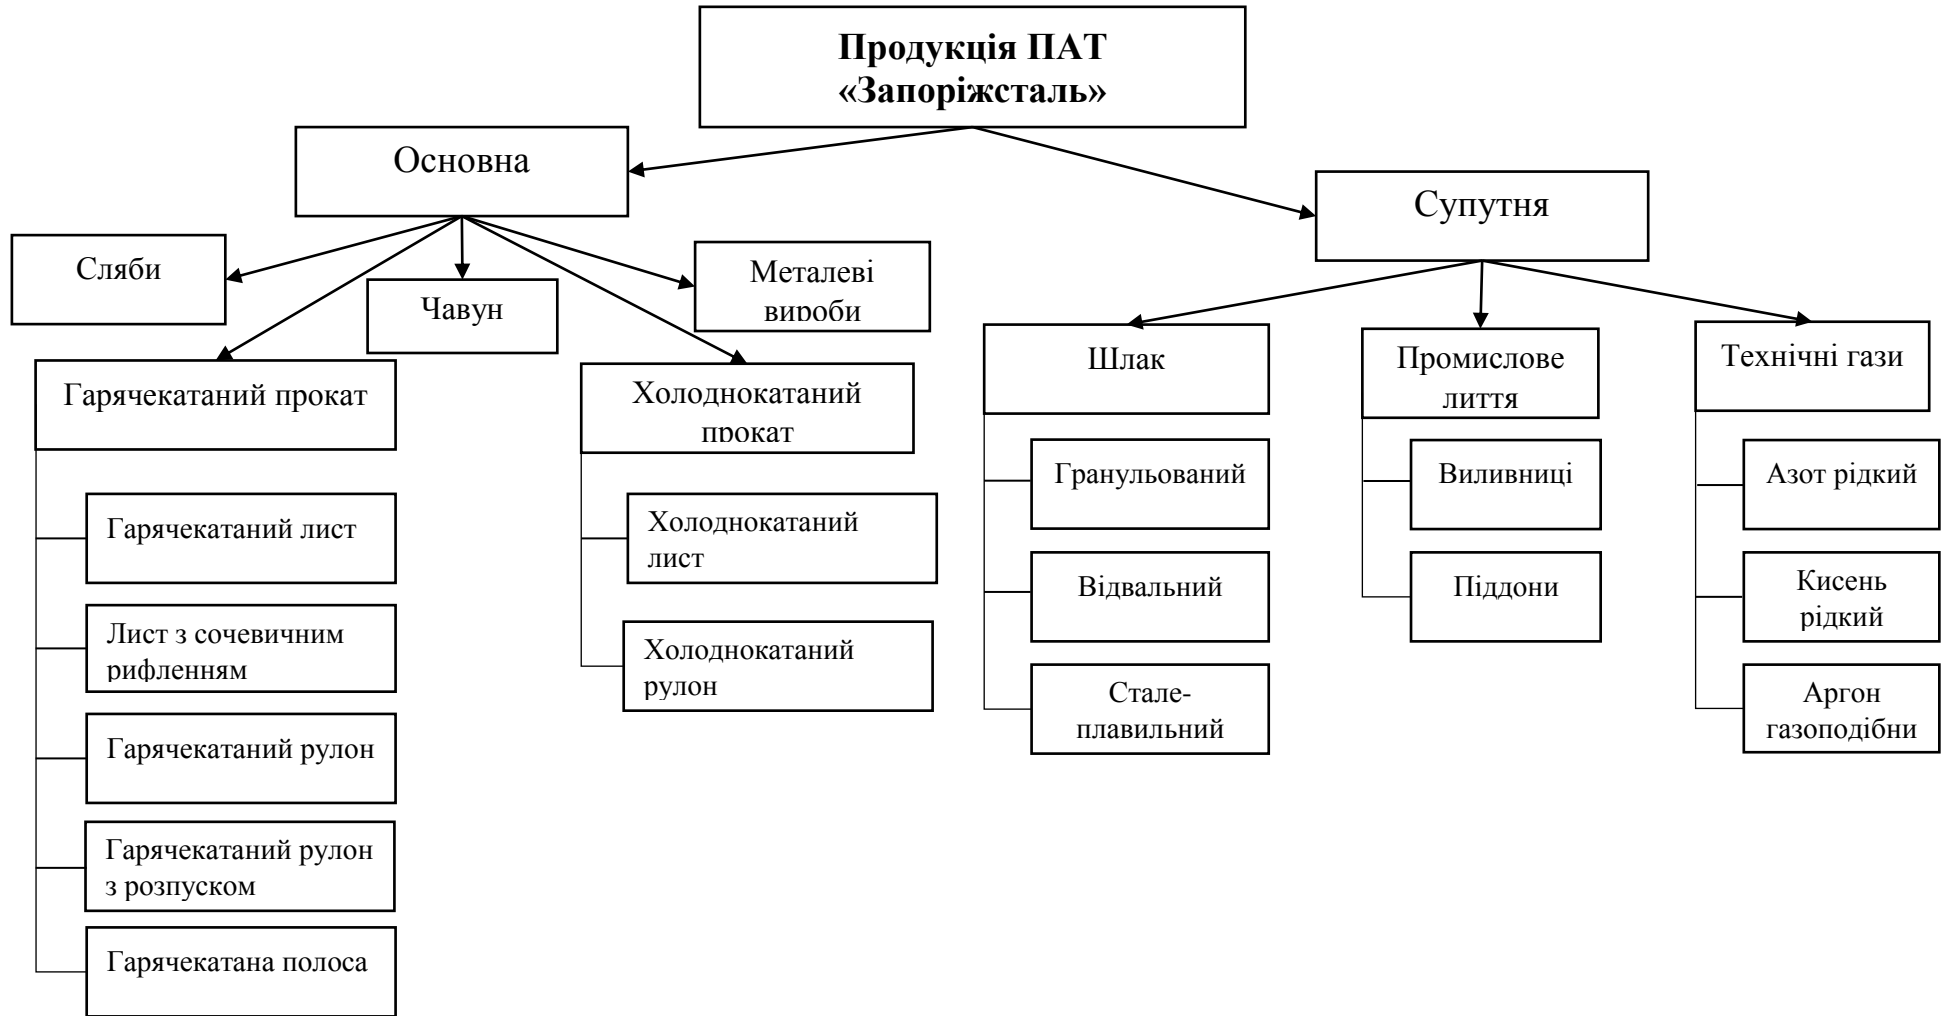 Продукція ПАТ
«Запоріжсталь»
Основна
Супутня
Сляби
Чавун
Металеві
вироби
Гарячекатаний прокат
Холоднокатаний
прокат
Шлак
Промислове
лиття
Технічні гази
Гарячекатаний лист
Лист з сочевичним
рифленням
Гарячекатаний рулон
Гарячекатаний рулон
з розпуском
Гарячекатана полоса
Холоднокатаний
лист
Холоднокатаний
рулон
Гранульований
Відвальний
Стале-
плавильний
Виливниці
Піддони
Азот рідкий
Кисень
рідкий
Аргон
газоподібни